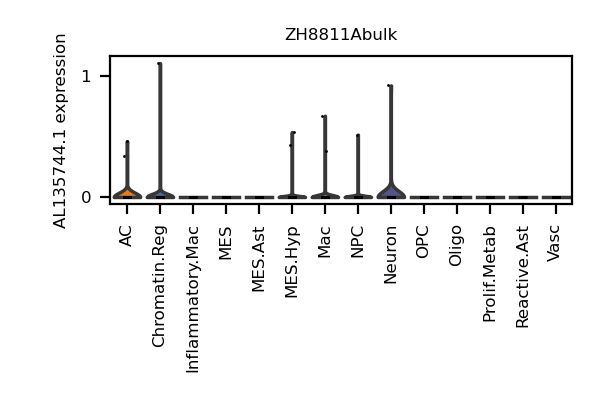 ZH8811Abulk
AL135744.1 expression
1
0
AC
Chromatin.Reg
Inflammatory.Mac
MES
MES.Ast
MES.Hyp
Mac
NPC
Neuron
OPC
Oligo
Prolif.Metab
Reactive.Ast
Vasc